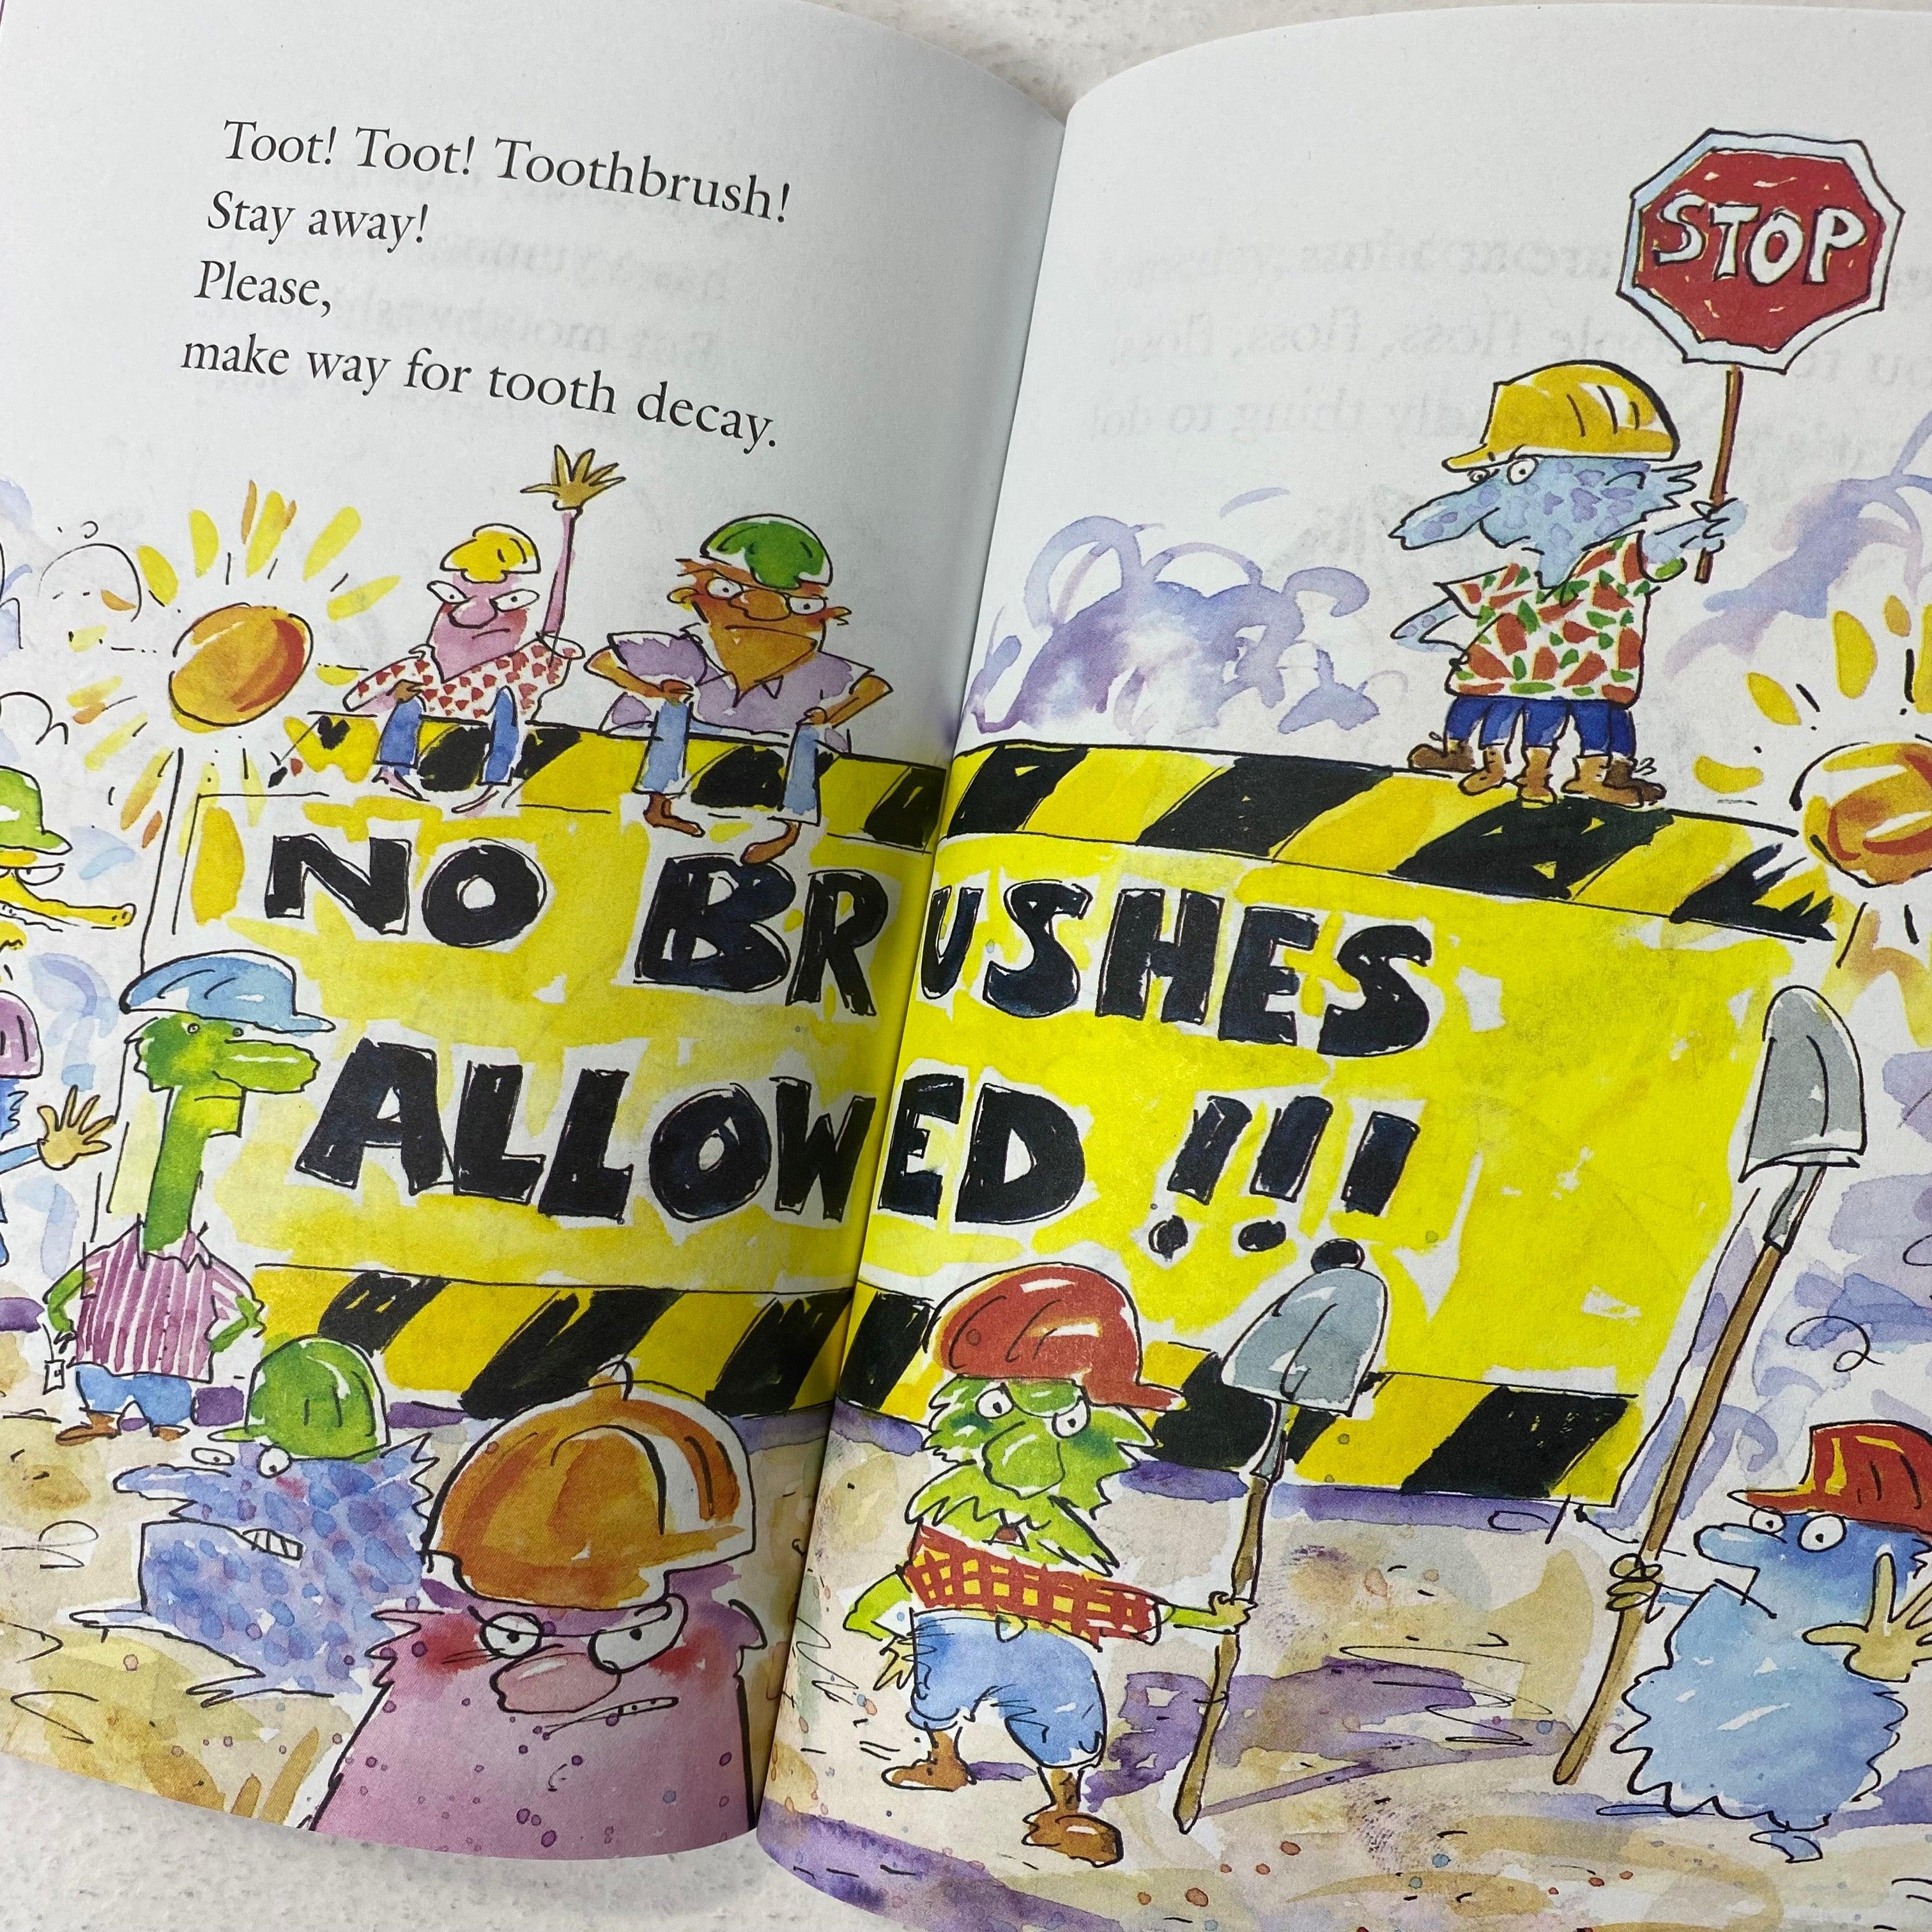 Toot! Toot! Toothbrush!
Stay away!
Please,
make way for tooth decay.
STOP
NO BRUSHES
ALLOWED!!!